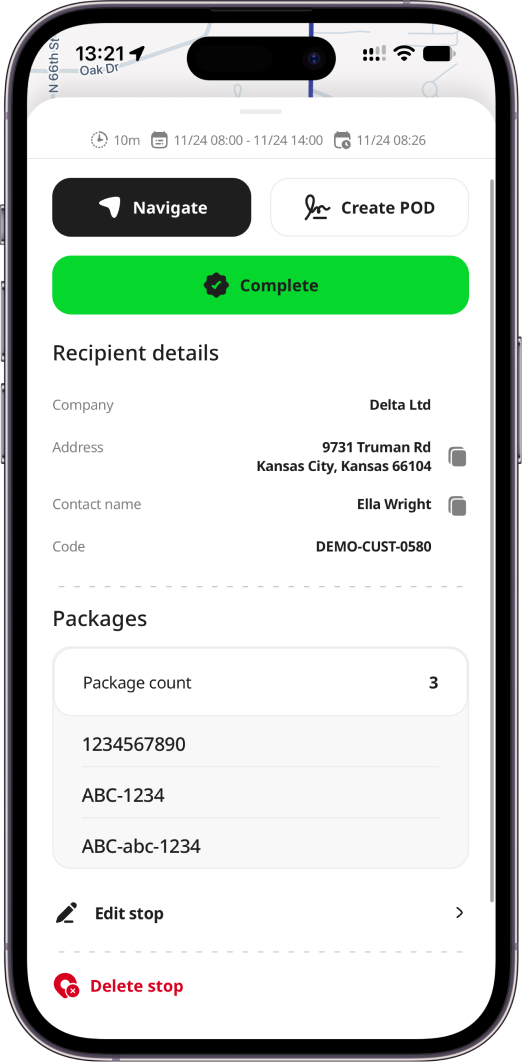 13:21
N 66th St
Oak Dr
10m 11/24 08:00 - 11/24 14:00 11/24 08:26
Navigate
Create POD
Complete
Recipient details
Company Delta Ltd
Address 9731 Truman Rd
Kansas City, Kansas 66104
Contact name Ella Wright
Code DEMO-CUST-0580
Packages
Package count 3
1234567890
ABC-1234
ABC-abc-1234
Edit stop
Delete stop